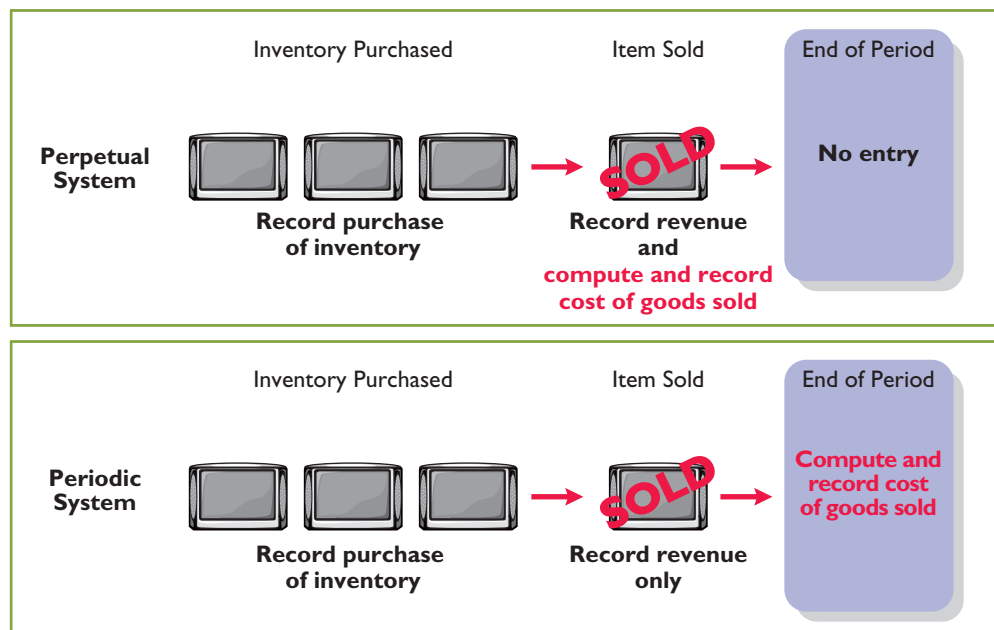 Inventory Purchased
Item Sold
End of Period
Perpetual
System
SOLD
No entry
Record purchase
of inventory
Record revenue
and
compute and record
cost of goods sold
Inventory Purchased
Item Sold
End of Period
Periodic
System
SOLD
Compute and
record cost
of goods sold
Record purchase
of inventory
Record revenue
only